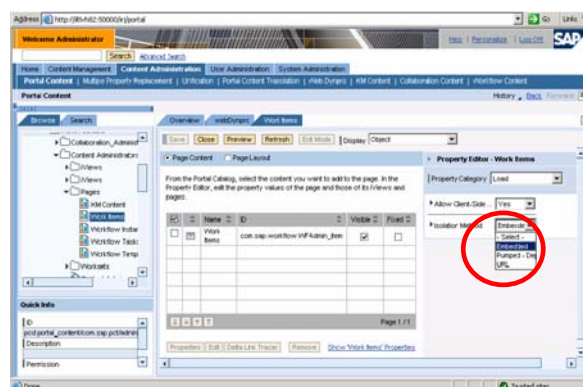 Address http://iltlvh82:50000/irj/portal Go Links
Welcome Administrator Help | Personalize | Log Off SAP
Search Advanced Search
Home Content Management Content Administration User Administration System Administration
Portal Content | Multiple Property Replacement | Unification | Portal Content Translation | Web Dynpro | KM Content | Collaboration Content | Workflow Content
Portal Content History Back Forward
Browse Search Overview webDynpro Work Items
Save Close Preview Refresh Edit Mode Display Object
Page Content Page Layout
From the Portal Catalog, select the content you want to add to the page. In the
Property Editor, edit the property values of the page and those of its iViews and
pages.
Name ID Visible Fixed
Work
Items com.sap.workflow.WFAdmin_item
Page 1 / 1
Properties Edit Delta Link Tracer Remove Show 'Work Items' Properties
Property Editor - Work Items
Property Category Load
Allow Client-Side ... Yes
Isolation Method Embedde
- Select -
Embedded
Pumped - De
URL
Collaboration_Administ
Content Administrators
iViews
iViews
Pages
KM Content
Work Items
Workflow Instan
Workflow Tasks
Workflow Temp
Worksets
Quick Info
ID
pcd:portal_content/com.sap.pct/admin
Description
Permission
Done Trusted sites